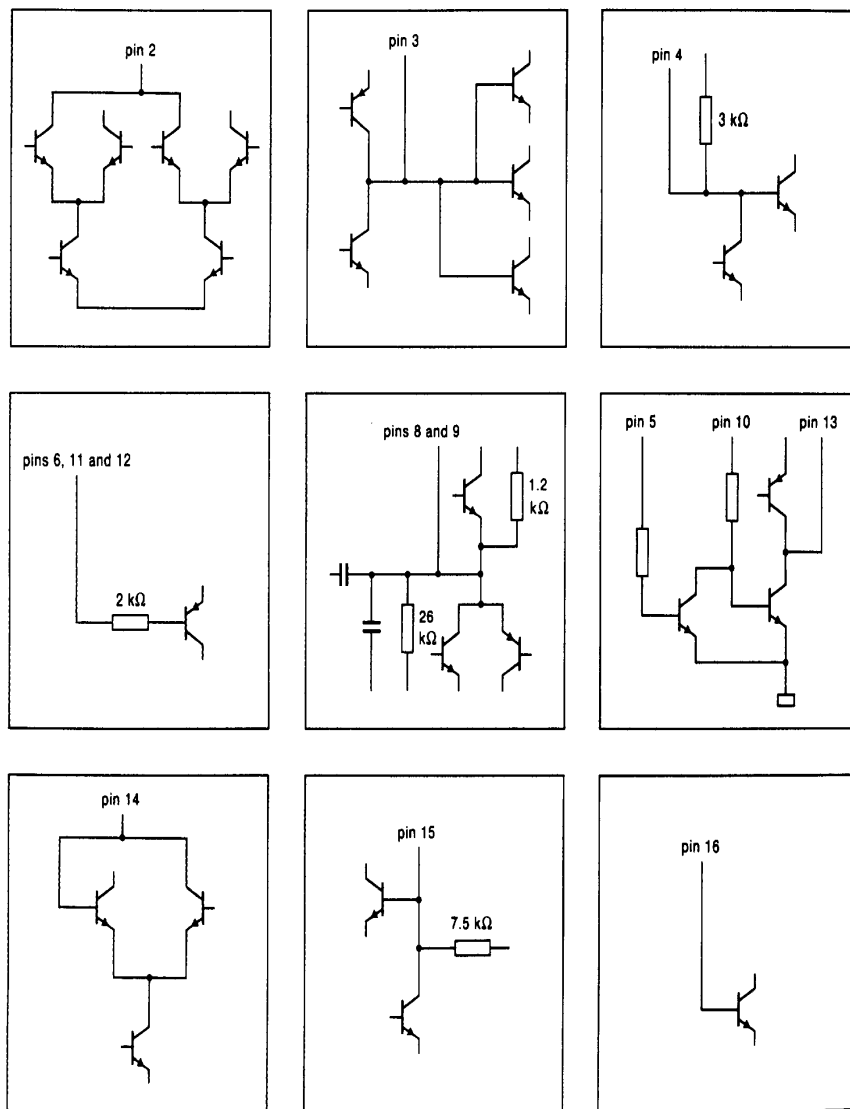 pin 2
pin 3
pin 4
3 kΩ
pins 6, 11 and 12
2 kΩ
pins 8 and 9
1.2
kΩ
26
kΩ
pin 5
pin 10
pin 13
pin 14
pin 15
7.5 kΩ
pin 16